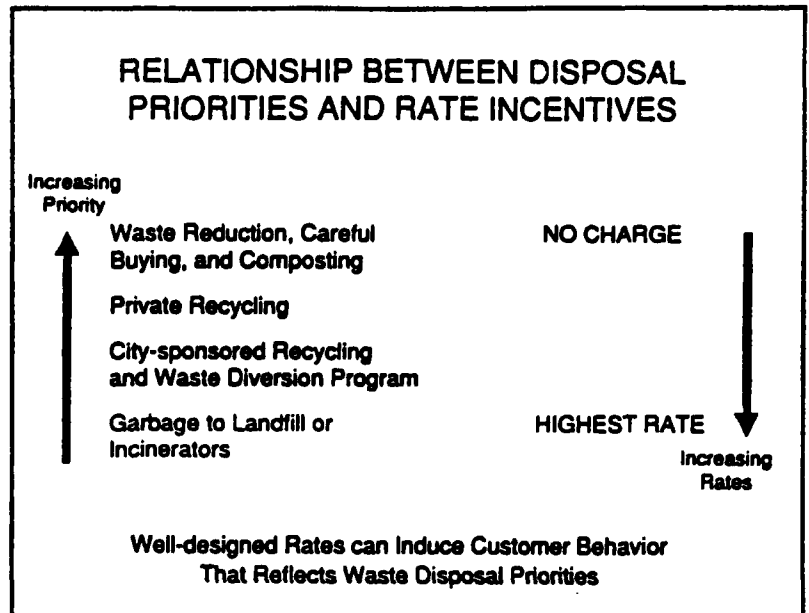 RELATIONSHIP BETWEEN DISPOSAL
PRIORITIES AND RATE INCENTIVES
Increasing
Priority
Waste Reduction, Careful
Buying, and Composting
NO CHARGE
Private Recycling
City-sponsored Recycling
and Waste Diversion Program
Garbage to Landfill or
Incinerators
HIGHEST RATE
Increasing
Rates
Well-designed Rates can Induce Customer Behavior
That Reflects Waste Disposal Priorities